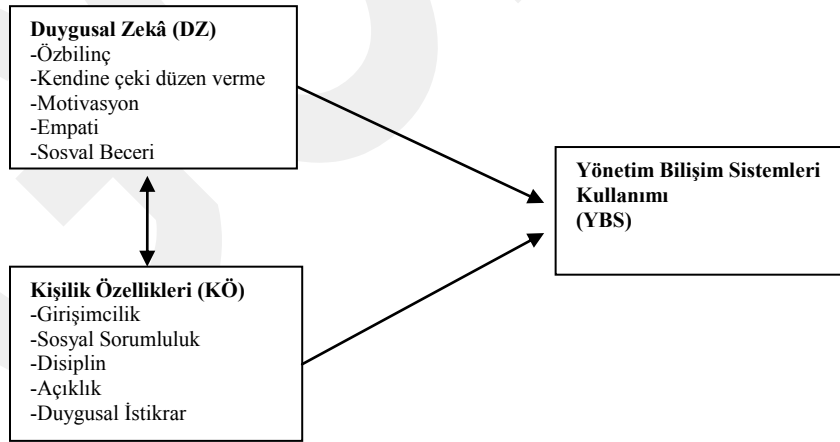 Duygusal Zekâ (DZ)
-Özbilinç
-Kendine çeki düzen verme
-Motivasyon
-Empati
-Sosyal Beceri
Yönetim Bilişim Sistemleri
Kullanımı
(YBS)
Kişilik Özellikleri (KÖ)
-Girişimcilik
-Sosyal Sorumluluk
-Disiplin
-Açıklık
-Duygusal İstikrar